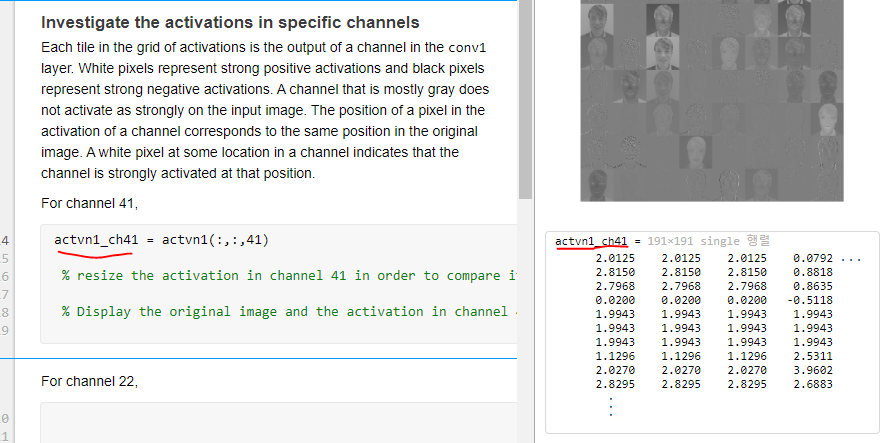 Investigate the activations in specific channels
Each tile in the grid of activations is the output of a channel in the conv1
layer. White pixels represent strong positive activations and black pixels
represent strong negative activations. A channel that is mostly gray does
not activate as strongly on the input image. The position of a pixel in the
activation of a channel corresponds to the same position in the original
image. A white pixel at some location in a channel indicates that the
channel is strongly activated at that position.
For channel 41,
4 actvn1_ch41 = actvn1(:,:,41)
5
6 % resize the activation in channel 41 in order to compare i
7
8 % Display the original image and the activation in channel
9
For channel 22,
0
1
actvn1_ch41 = 191×191 single 행렬
2.0125 2.0125 2.0125 0.0792 ...
2.8150 2.8150 2.8150 0.8818
2.7968 2.7968 2.7968 0.8635
0.0200 0.0200 0.0200 -0.5118
1.9943 1.9943 1.9943 1.9943
1.9943 1.9943 1.9943 1.9943
1.9943 1.9943 1.9943 1.9943
1.1296 1.1296 1.1296 2.5311
2.0270 2.0270 2.0270 3.9602
2.8295 2.8295 2.8295 2.6883
⋮